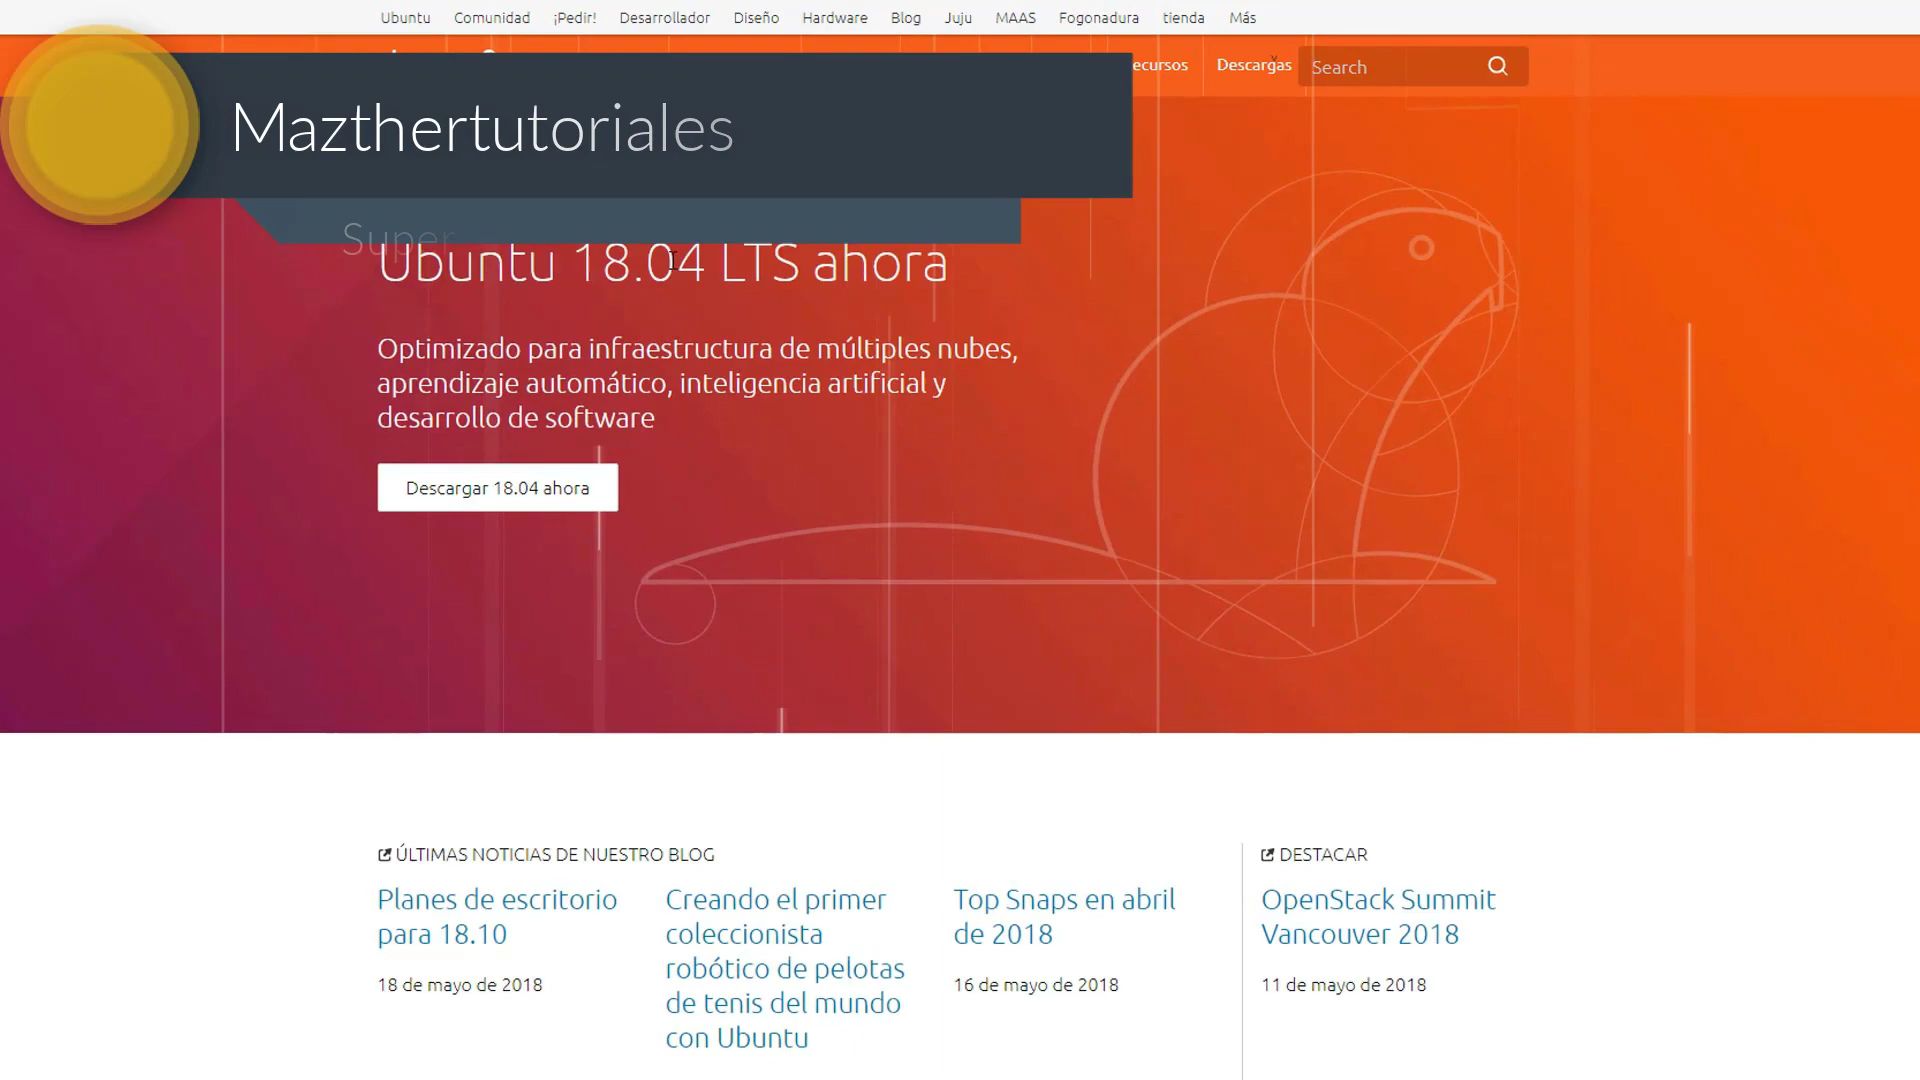 Ubuntu Comunidad ¡Pedir! Desarrollador Diseño Hardware Blog Juju MAAS Fogonadura tienda Más
ecursos Descargas Search
Mazthertutoriales
Super
Ubuntu 18.04 LTS ahora
Optimizado para infraestructura de múltiples nubes,
aprendizaje automático, inteligencia artificial y
desarrollo de software
Descargar 18.04 ahora
ÚLTIMAS NOTICIAS DE NUESTRO BLOG
Planes de escritorio
para 18.10
18 de mayo de 2018
Creando el primer
coleccionista
robótico de pelotas
de tenis del mundo
con Ubuntu
Top Snaps en abril
de 2018
16 de mayo de 2018
DESTACAR
OpenStack Summit
Vancouver 2018
11 de mayo de 2018